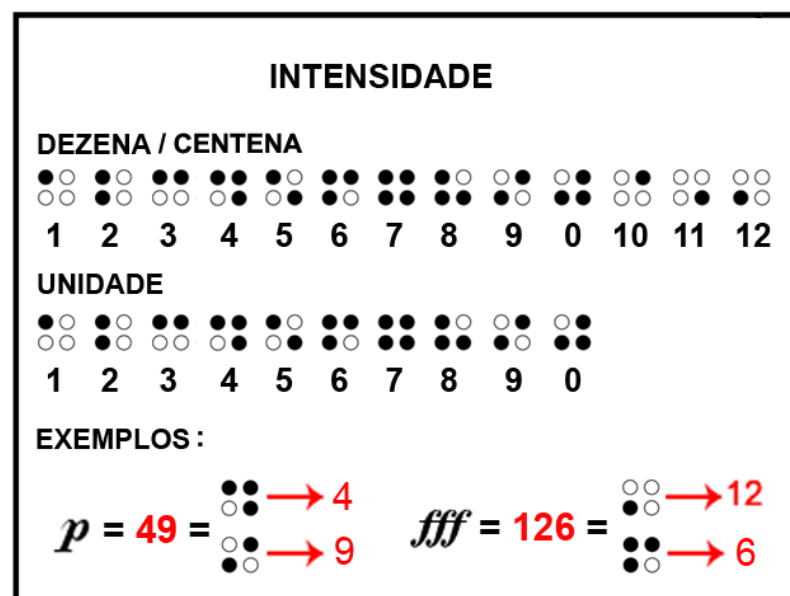 INTENSIDADE
DEZENA / CENTENA
1 2 3 4 5 6 7 8 9 0 10 11 12
UNIDADE
1 2 3 4 5 6 7 8 9 0
EXEMPLOS :
p = 49 = 4 9
fff = 126 = 12 6